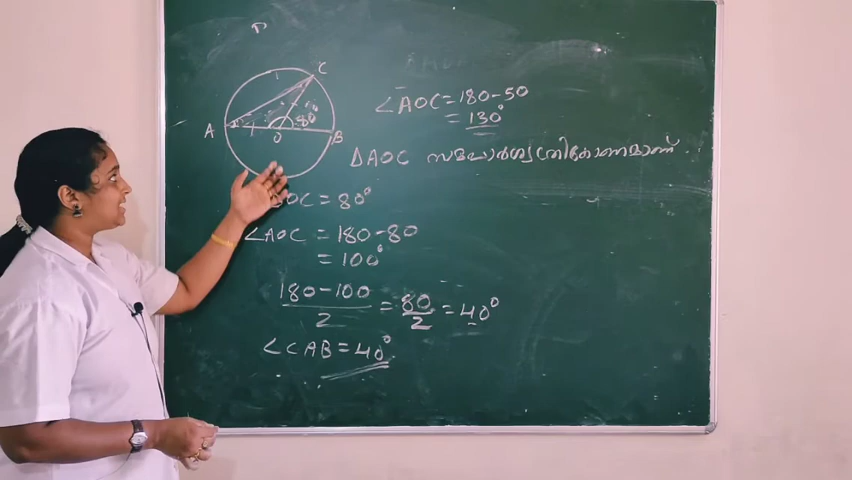 C
A
B
O
80
∠AOC = 180-50
= 130°
ΔAOC സമപാർശ്വത്രികോണമാണ്
OC = 80°
∠AOC = 180-80
= 100°
180-100 / 2 = 80/2 = 40°
∠CAB = 40°